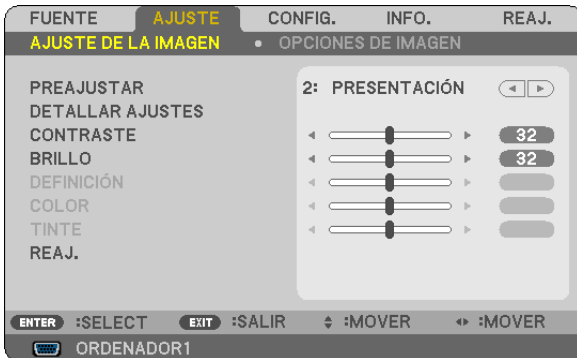 FUENTE AJUSTE CONFIG. INFO. REAJ.
AJUSTE DE LA IMAGEN • OPCIONES DE IMAGEN
PREAJUSTAR 2: PRESENTACIÓN
DETALLAR AJUSTES
CONTRASTE 32
BRILLO 32
DEFINICIÓN
COLOR
TINTE
REAJ.
ENTER :SELECT EXIT :SALIR :MOVER :MOVER
ORDENADOR1